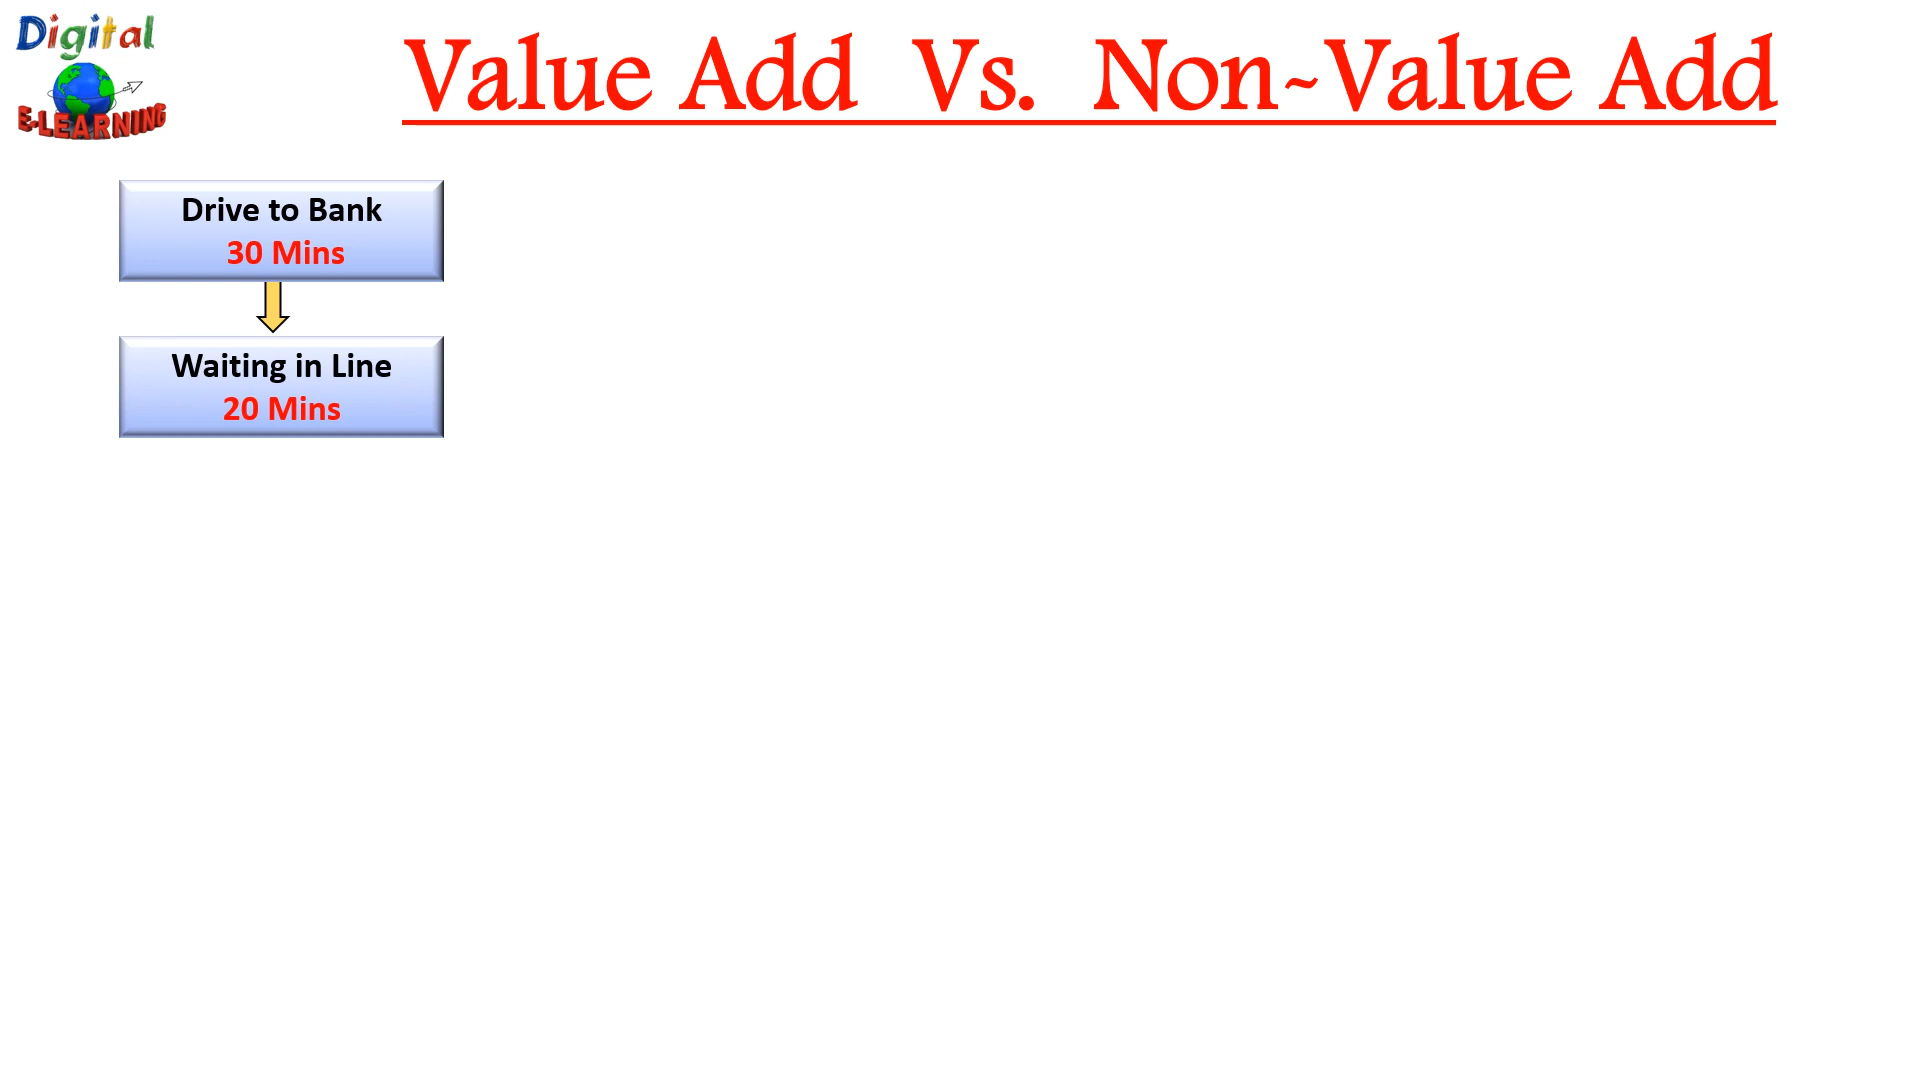 Digital
E-LEARNING
Value Add Vs. Non~Value Add
Drive to Bank
30 Mins
Waiting in Line
20 Mins